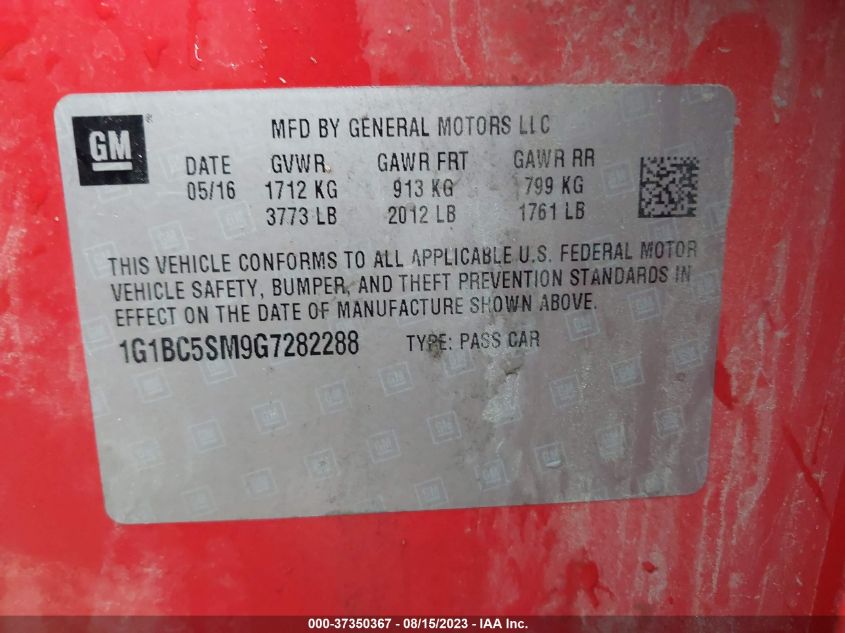 GM®
MFD BY GENERAL MOTORS LLC
DATE GVWR GAWR FRT GAWR RR
05/16 1712 KG 913 KG 799 KG
3773 LB 2012 LB 1761 LB
THIS VEHICLE CONFORMS TO ALL APPLICABLE U.S. FEDERAL MOTOR
VEHICLE SAFETY, BUMPER, AND THEFT PREVENTION STANDARDS IN
EFFECT ON THE DATE OF MANUFACTURE SHOWN ABOVE.
1G1BC5SM9G7282288 TYPE: PASS CAR
000-37350367 - 08/15/2023 - IAA Inc.